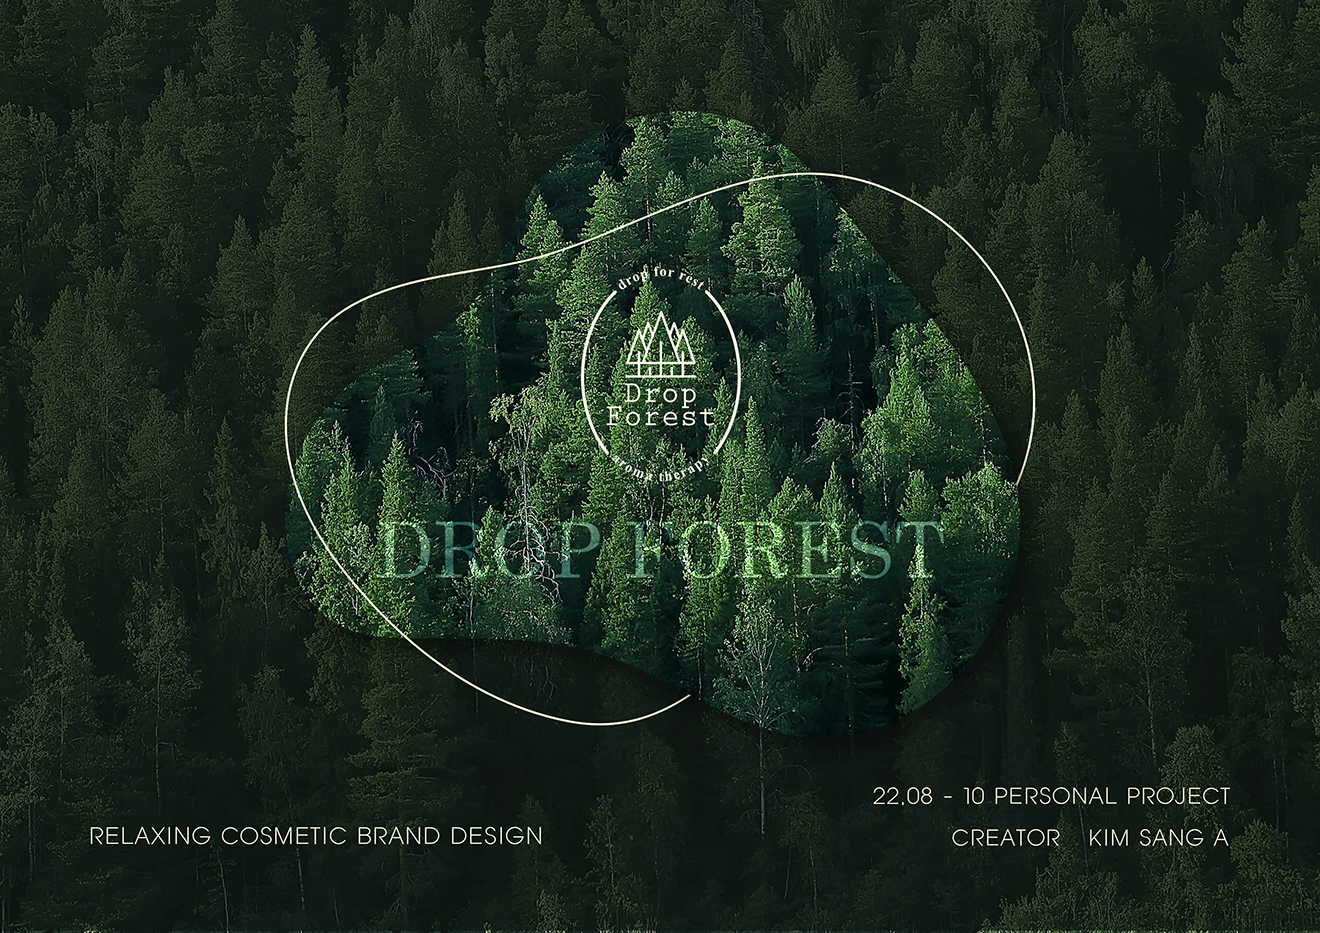 drop for rest
Drop
Forest
aroma therapy
DROP FOREST
RELAXING COSMETIC BRAND DESIGN
22.08 - 10 PERSONAL PROJECT
CREATOR KIM SANG A